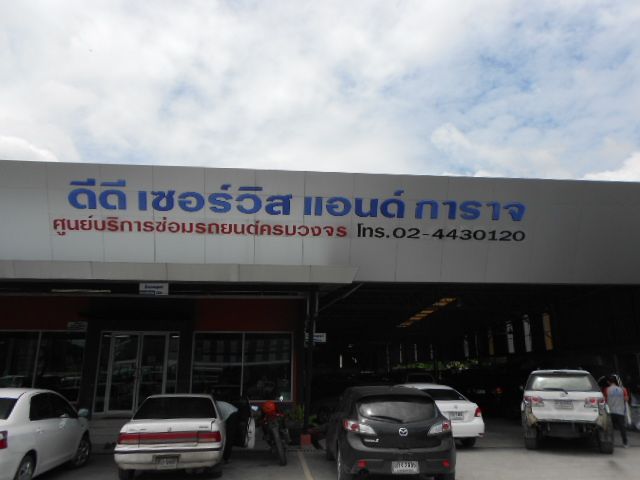 ดีดี เซอร์วิส แอนด์ การาจ
ศูนย์บริการซ่อมรถยนต์ครบวงจร โทร.02-4430120